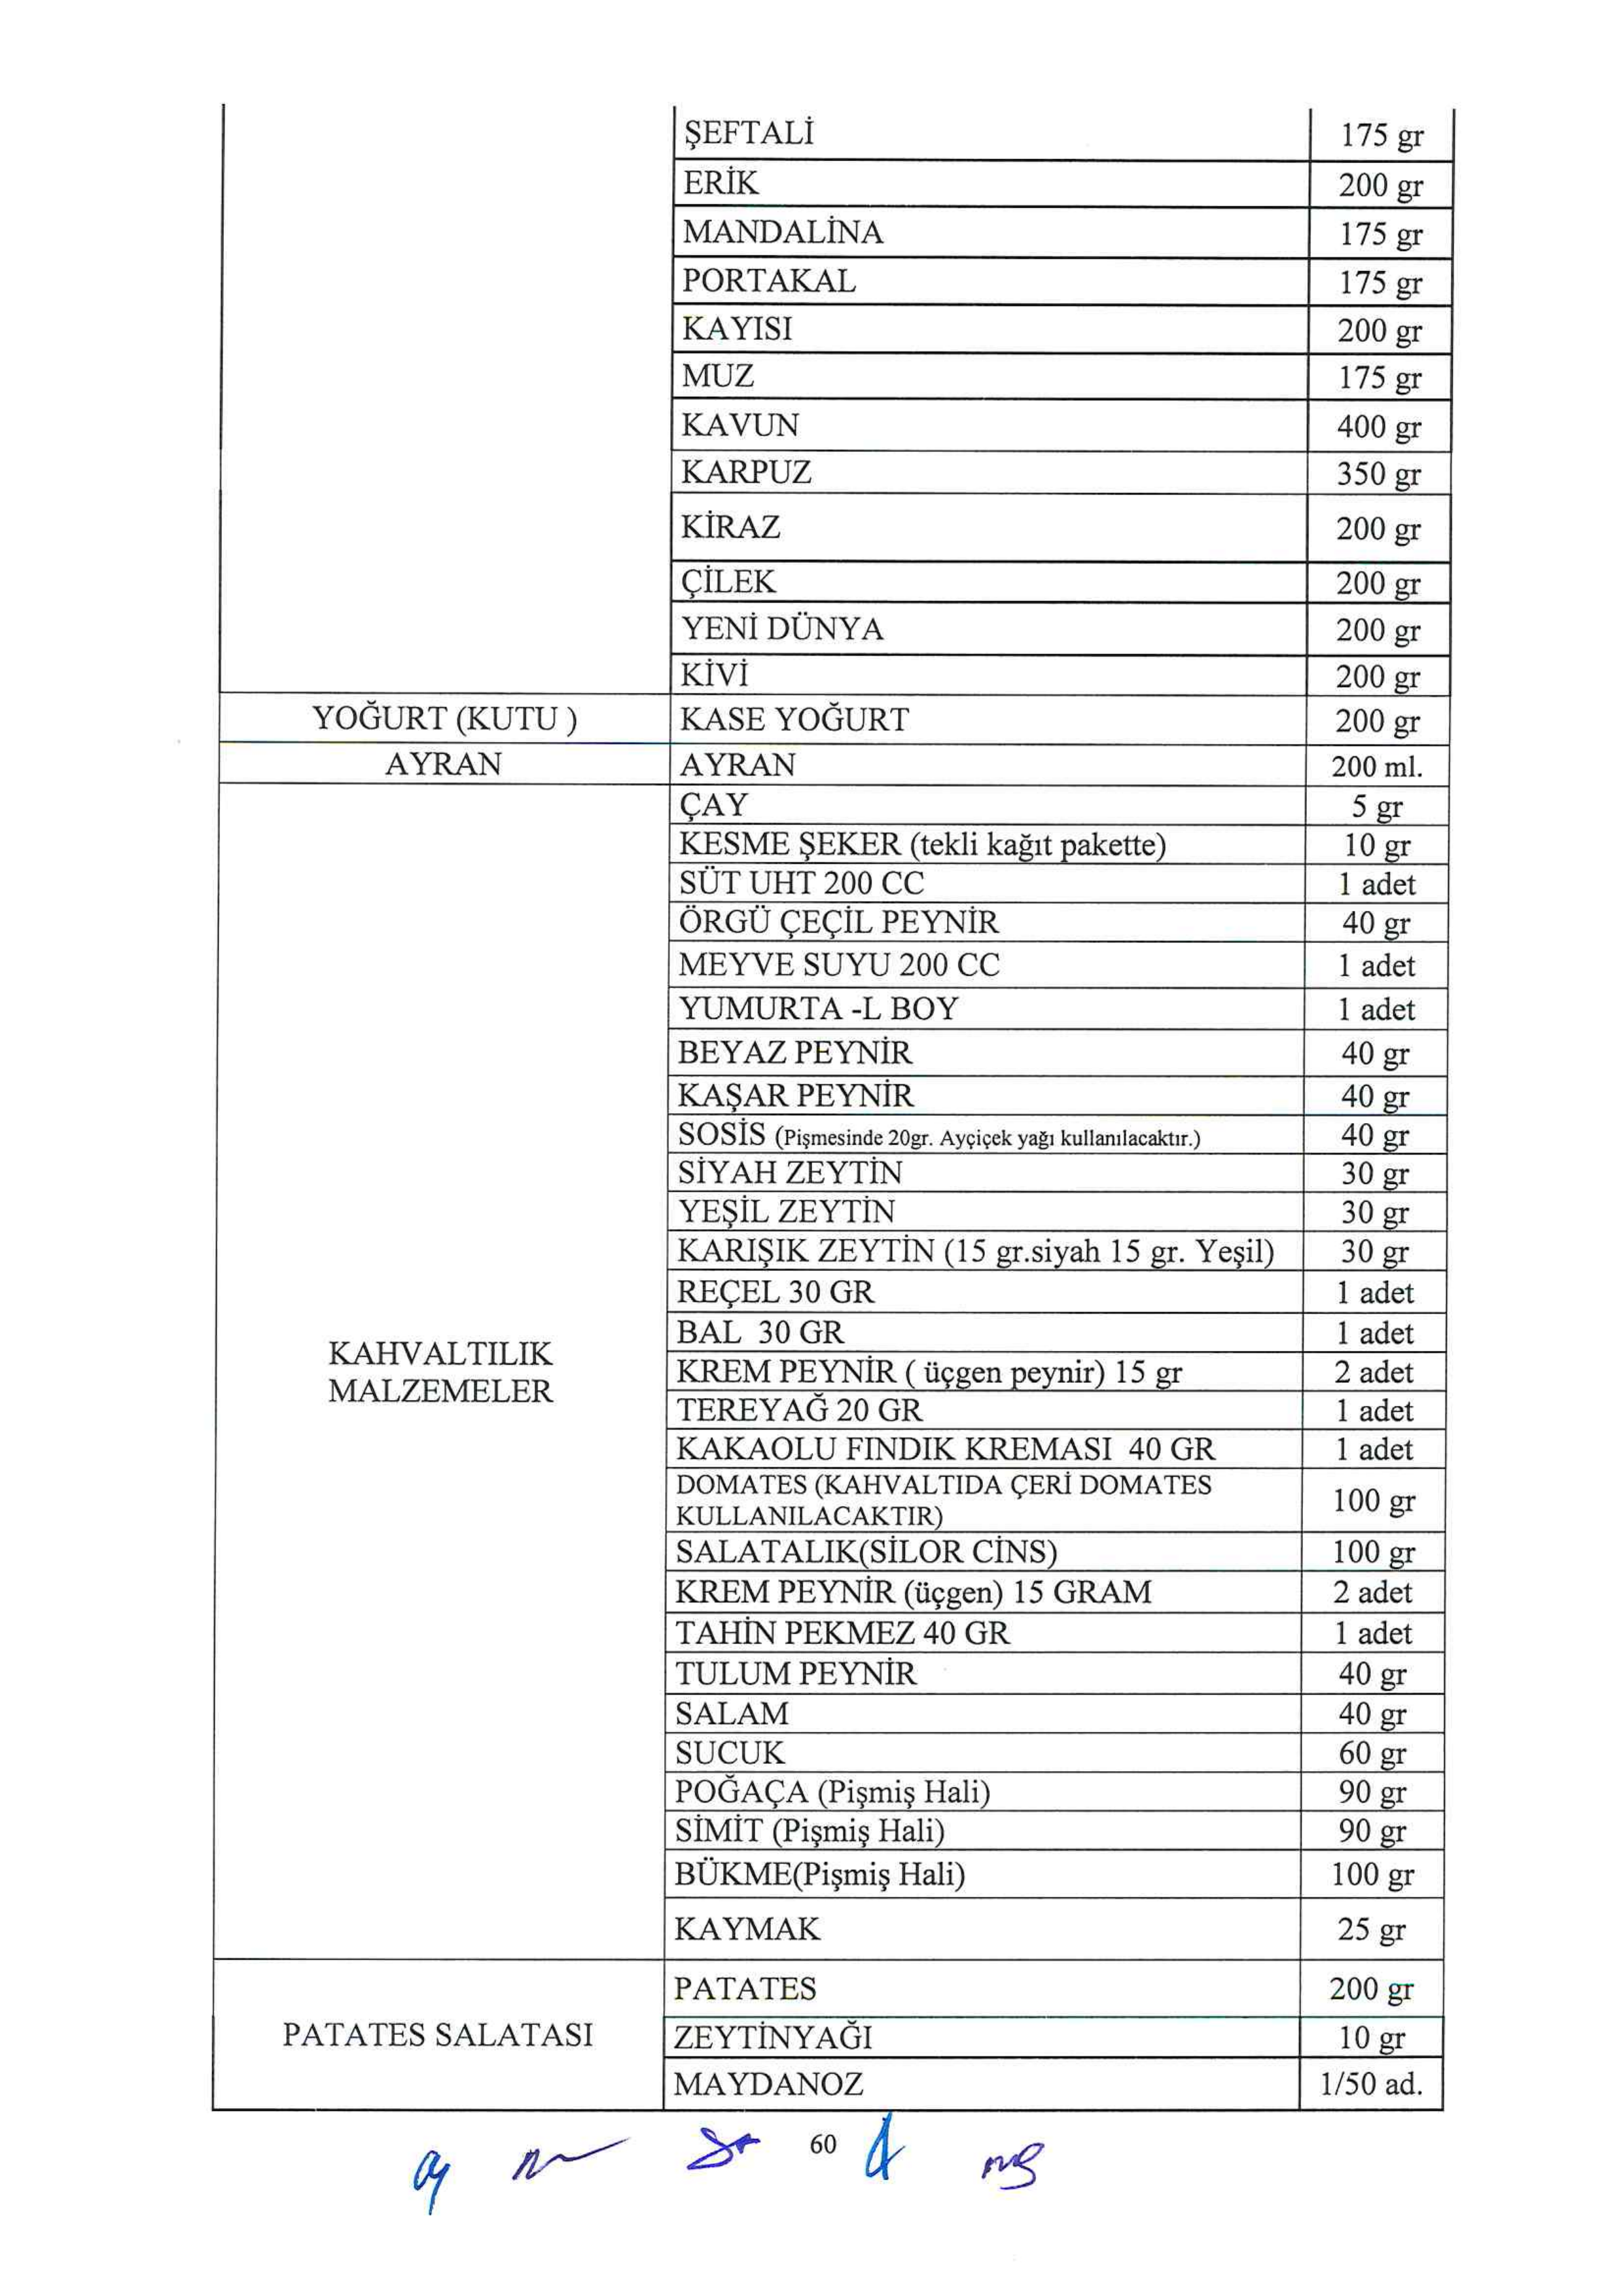 ŞEFTALİ 175 gr
ERİK 200 gr
MANDALİNA 175 gr
PORTAKAL 175 gr
KAYISI 200 gr
MUZ 175 gr
KAVUN 400 gr
KARPUZ 350 gr
KİRAZ 200 gr
ÇİLEK 200 gr
YENİ DÜNYA 200 gr
KİVİ 200 gr
YOĞURT (KUTU ) KASE YOĞURT 200 gr
AYRAN AYRAN 200 ml.
ÇAY 5 gr
KESME ŞEKER (tekli kağıt pakette) 10 gr
SÜT UHT 200 CC 1 adet
ÖRGÜ ÇEÇİL PEYNİR 40 gr
MEYVE SUYU 200 CC 1 adet
YUMURTA -L BOY 1 adet
BEYAZ PEYNİR 40 gr
KAŞAR PEYNİR 40 gr
SOSİS (Pişmesinde 20gr. Ayçiçek yağı kullanılacaktır.) 40 gr
SİYAH ZEYTİN 30 gr
YEŞİL ZEYTİN 30 gr
KARIŞIK ZEYTİN (15 gr.siyah 15 gr. Yeşil) 30 gr
REÇEL 30 GR 1 adet
BAL 30 GR 1 adet
KAHVALTILIK
MALZEMELER
KREM PEYNİR ( üçgen peynir) 15 gr 2 adet
TEREYAĞ 20 GR 1 adet
KAKAOLU FINDIK KREMASI 40 GR 1 adet
DOMATES (KAHVALTIDA ÇERİ DOMATES
KULLANILACAKTIR) 100 gr
SALATALIK(SİLOR CİNS) 100 gr
KREM PEYNİR (üçgen) 15 GRAM 2 adet
TAHİN PEKMEZ 40 GR 1 adet
TULUM PEYNİR 40 gr
SALAM 40 gr
SUCUK 60 gr
POĞAÇA (Pişmiş Hali) 90 gr
SİMİT (Pişmiş Hali) 90 gr
BÜKME(Pişmiş Hali) 100 gr
KAYMAK 25 gr
PATATES SALATASI
PATATES 200 gr
ZEYTİNYAĞI 10 gr
MAYDANOZ 1/50 ad.
60